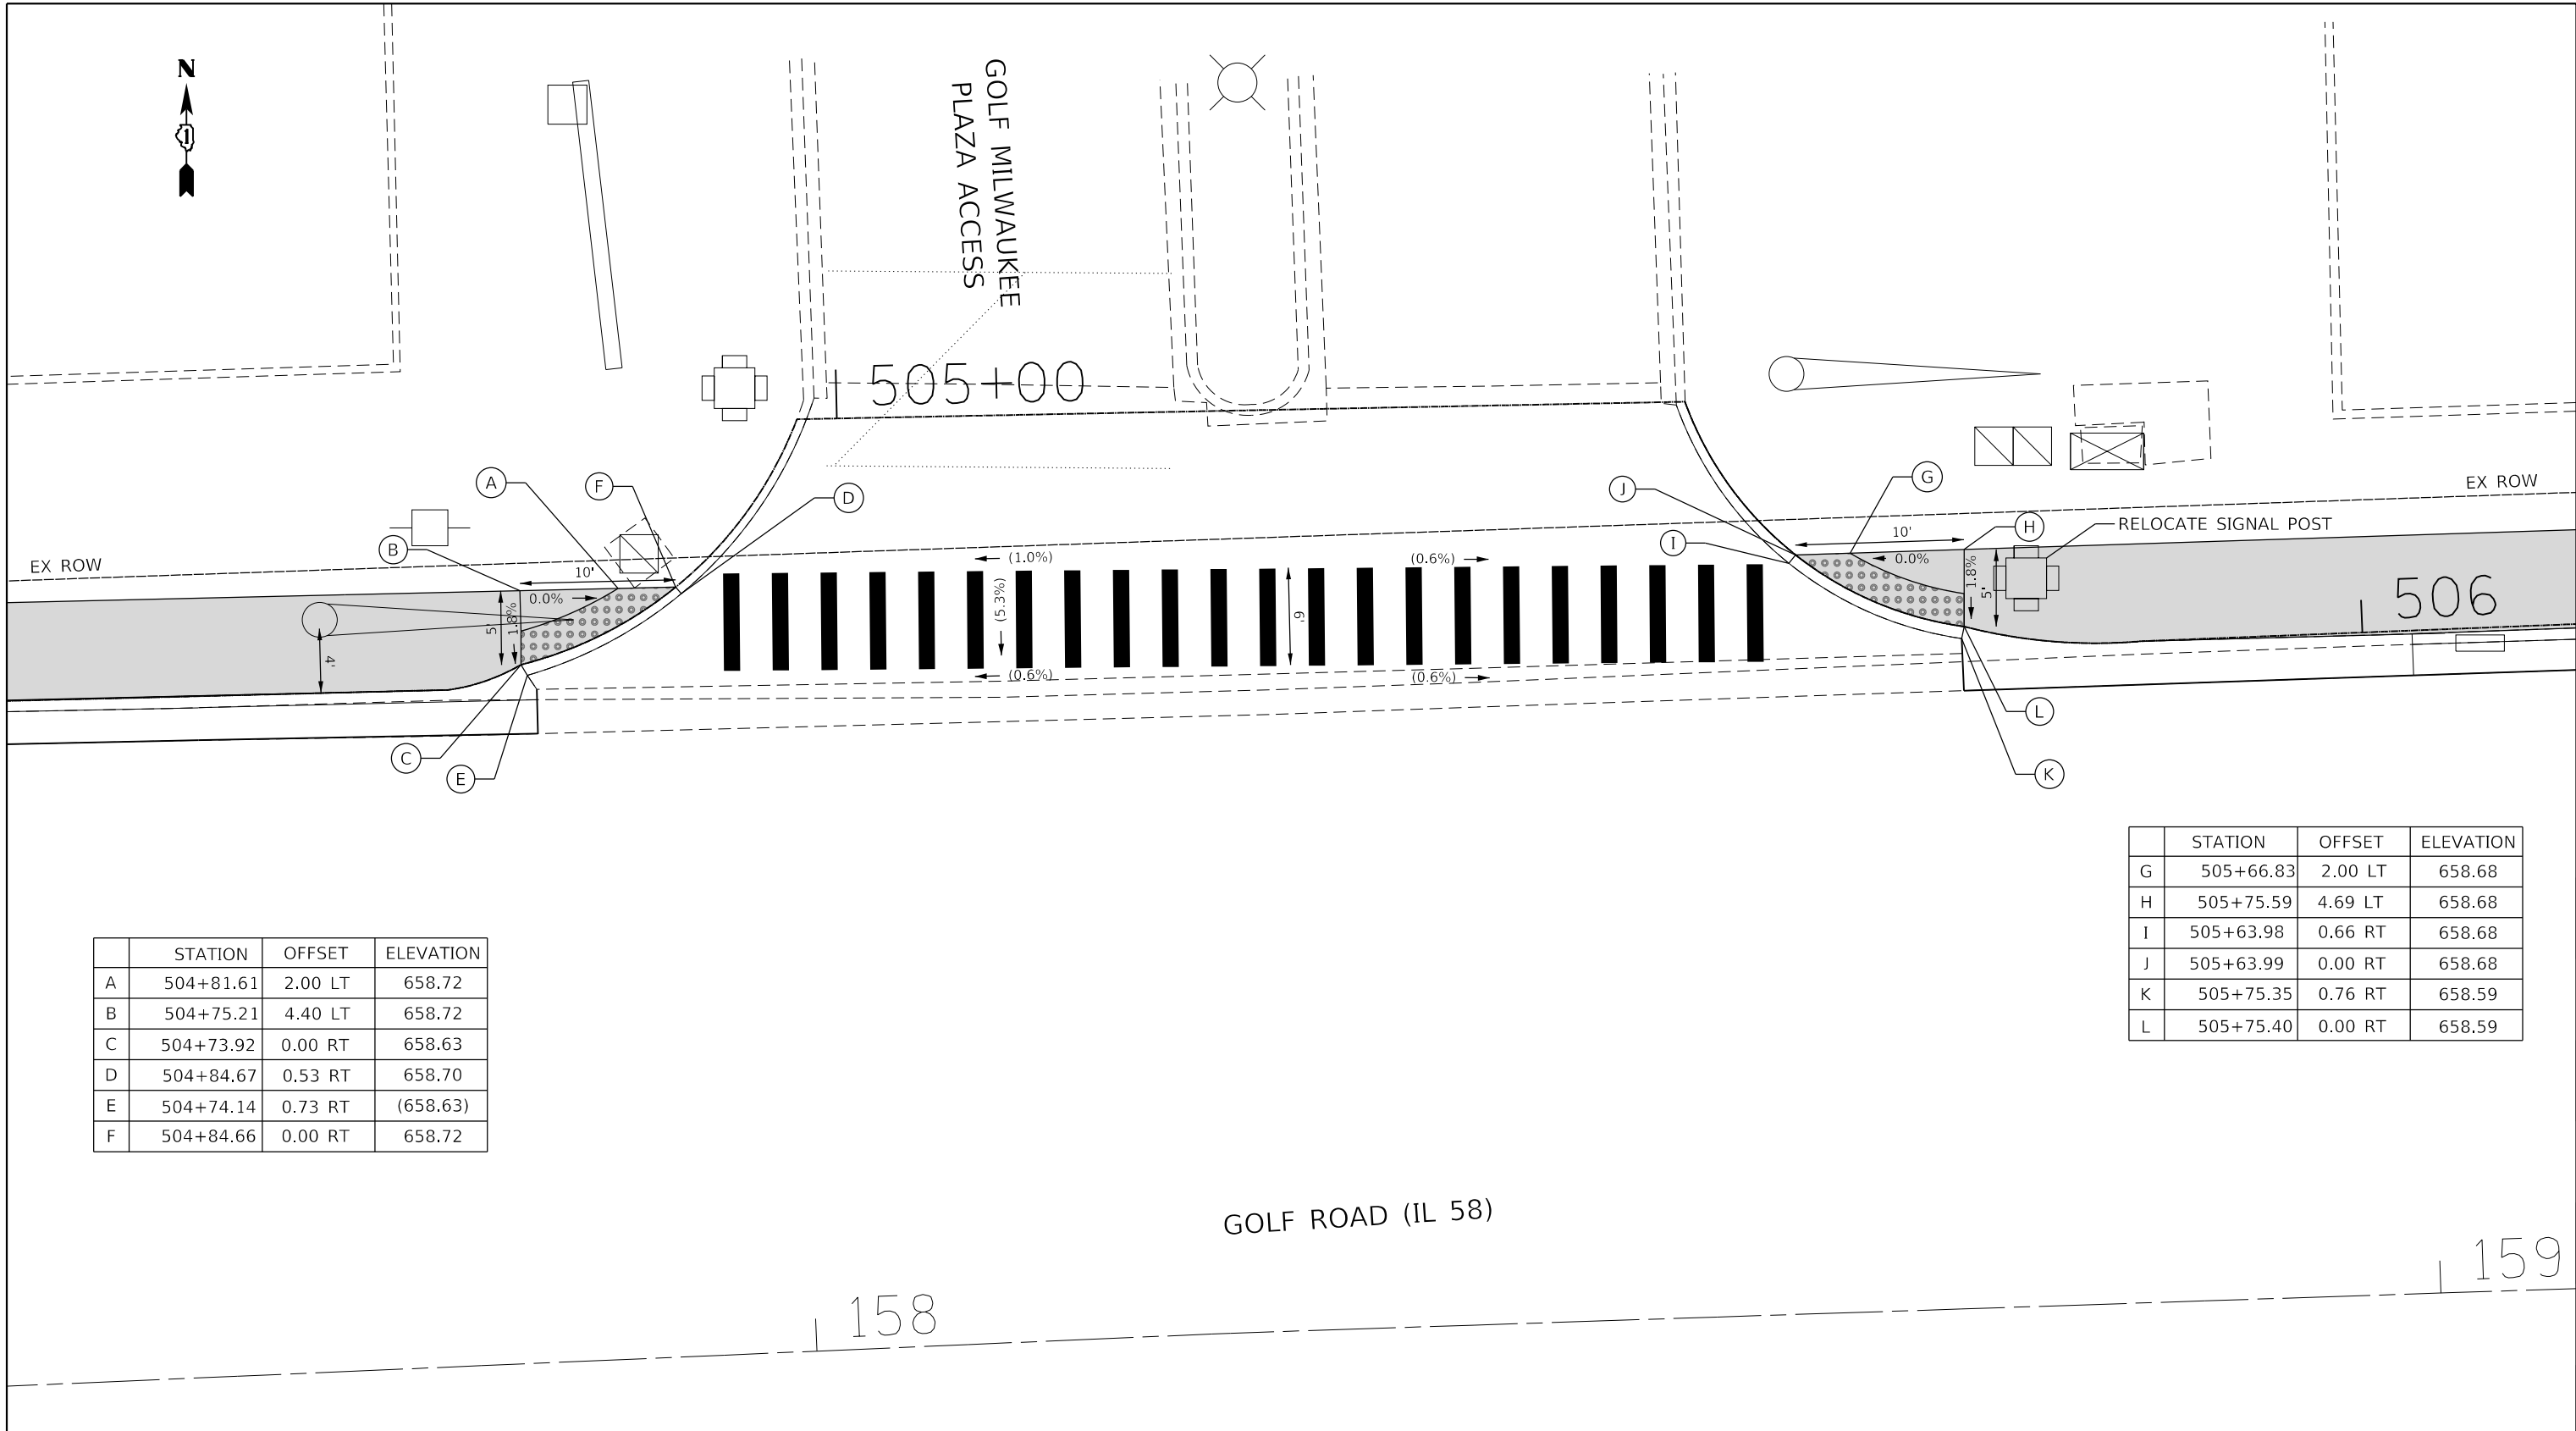 N
1
GOLF MILWAUKEE
PLAZA ACCESS
505+00
A
F
D
B
J
G
H
I
RELOCATE SIGNAL POST
EX ROW
EX ROW
10'
0.0%
5'
1.8%
4'
(1.0%)
(0.6%)
(5.3%)
6'
(0.6%)
(0.6%)
10'
0.0%
1.8%
5'
506
C
E
L
K
STATION OFFSET ELEVATION
G 505+66.83 2.00 LT 658.68
H 505+75.59 4.69 LT 658.68
I 505+63.98 0.66 RT 658.68
J 505+63.99 0.00 RT 658.68
K 505+75.35 0.76 RT 658.59
L 505+75.40 0.00 RT 658.59
STATION OFFSET ELEVATION
A 504+81.61 2.00 LT 658.72
B 504+75.21 4.40 LT 658.72
C 504+73.92 0.00 RT 658.63
D 504+84.67 0.53 RT 658.70
E 504+74.14 0.73 RT (658.63)
F 504+84.66 0.00 RT 658.72
GOLF ROAD (IL 58)
158
159